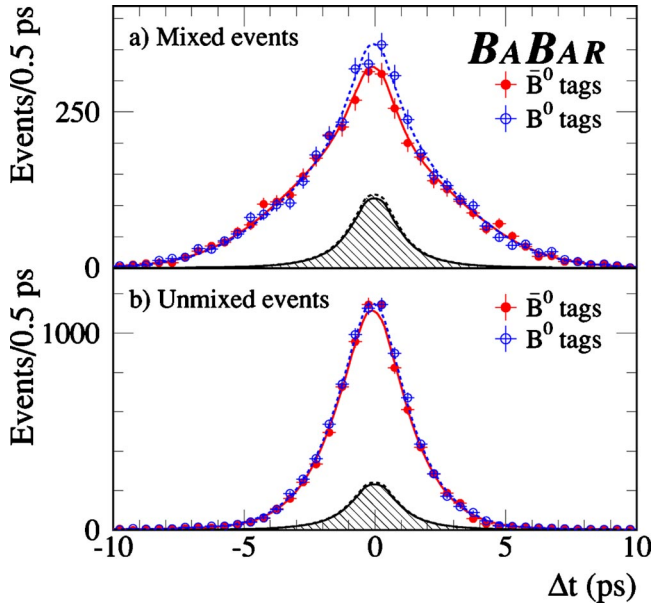 a) Mixed events
BABAR
B̄⁰ tags
B⁰ tags
Events/0.5 ps
250
0
b) Unmixed events
B̄⁰ tags
B⁰ tags
Events/0.5 ps
1000
0
-10 -5 0 5 10
Δt (ps)